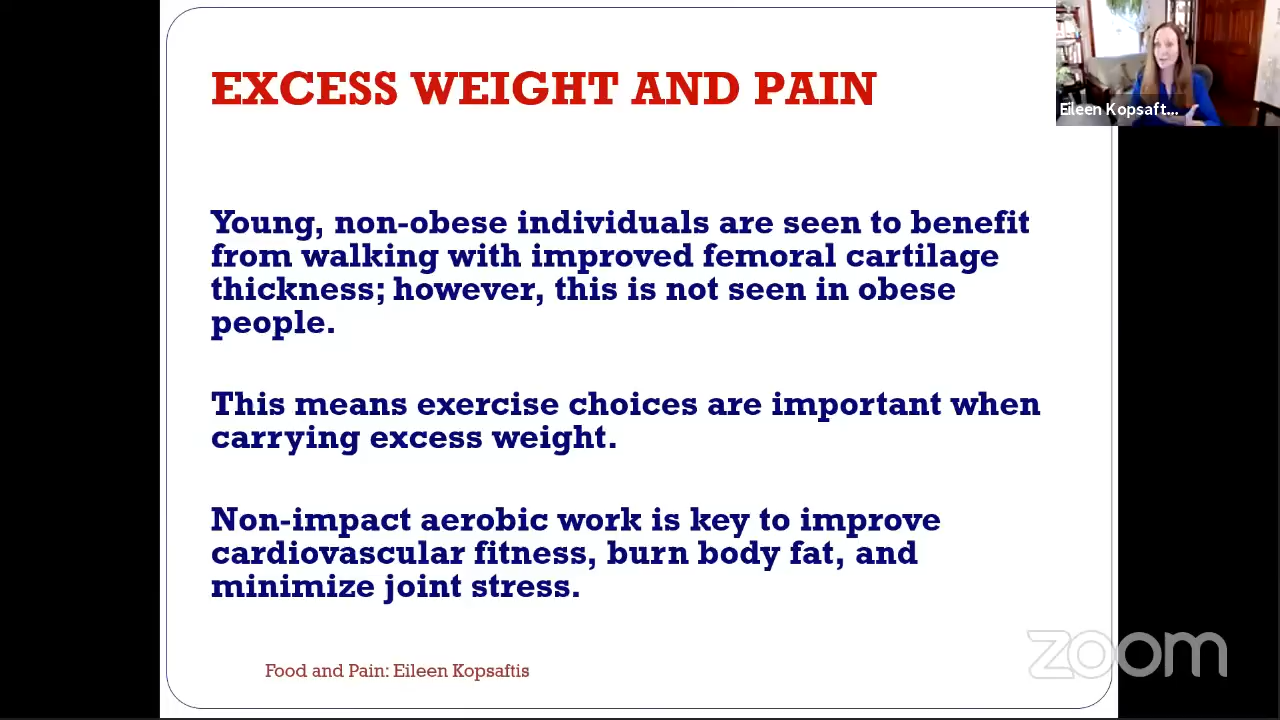 EXCESS WEIGHT AND PAIN
Eileen Kopsaft...
Young, non-obese individuals are seen to benefit
from walking with improved femoral cartilage
thickness; however, this is not seen in obese
people.
This means exercise choices are important when
carrying excess weight.
Non-impact aerobic work is key to improve
cardiovascular fitness, burn body fat, and
minimize joint stress.
Food and Pain: Eileen Kopsaftis
zoom